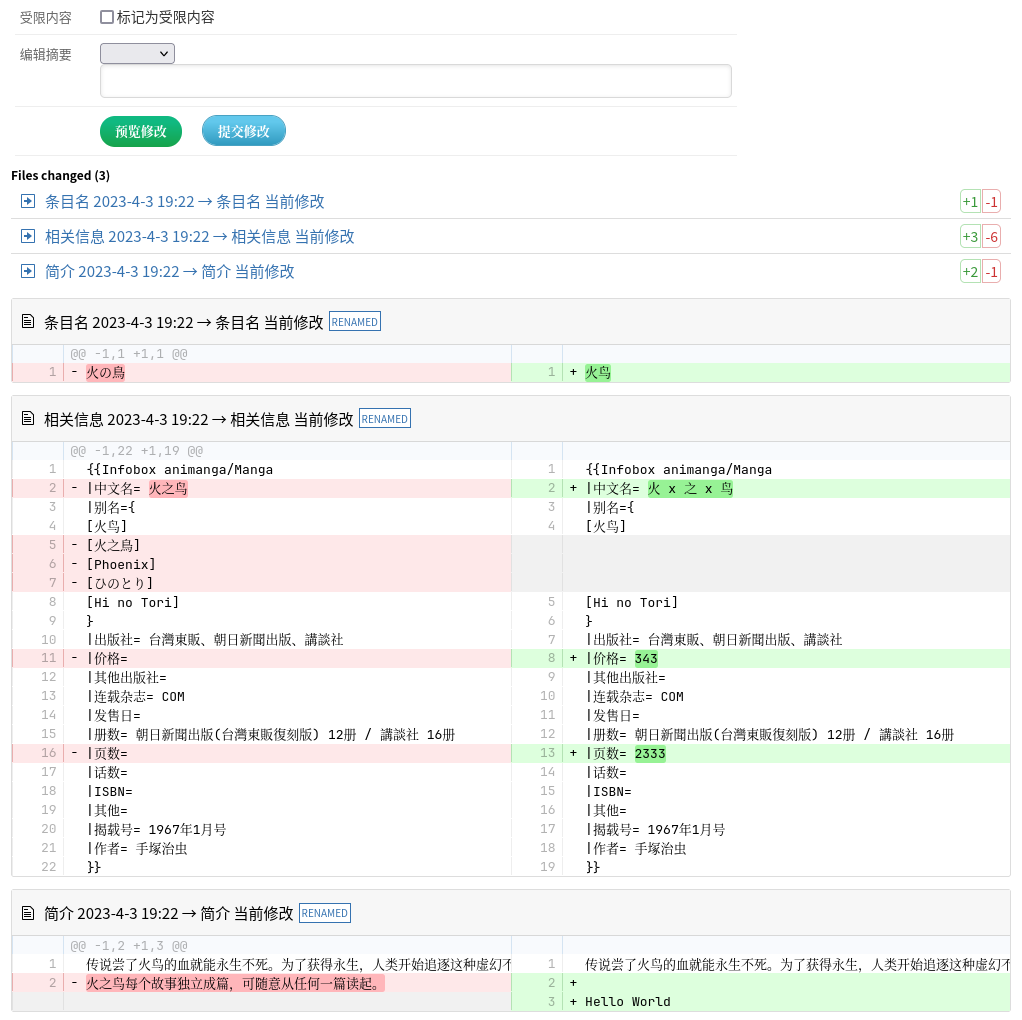 受限内容 标记为受限内容
编辑摘要
预览修改 提交修改
Files changed (3)
条目名 2023-4-3 19:22 → 条目名 当前修改 +1 -1
相关信息 2023-4-3 19:22 → 相关信息 当前修改 +3 -6
简介 2023-4-3 19:22 → 简介 当前修改 +2 -1
条目名 2023-4-3 19:22 → 条目名 当前修改 RENAMED
@@ -1,1 +1,1 @@
1 - 火の鳥 1 + 火鸟
相关信息 2023-4-3 19:22 → 相关信息 当前修改 RENAMED
@@ -1,22 +1,19 @@
1 {{Infobox animanga/Manga 1 {{Infobox animanga/Manga
2 - |中文名= 火之鸟 2 + |中文名= 火 x 之 x 鸟
3 |别名={ 3 |别名={
4 [火鸟] 4 [火鸟]
5 - [火之鳥]
6 - [Phoenix]
7 - [ひのとり]
8 [Hi no Tori] 5 [Hi no Tori]
9 } 6 }
10 |出版社= 台灣東販、朝日新聞出版、講談社 7 |出版社= 台灣東販、朝日新聞出版、講談社
11 - |价格= 8 + |价格= 343
12 |其他出版社= 9 |其他出版社=
13 |连载杂志= COM 10 |连载杂志= COM
14 |发售日= 11 |发售日=
15 |册数= 朝日新聞出版(台灣東販復刻版) 12册 / 講談社 16册 12 |册数= 朝日新聞出版(台灣東販復刻版) 12册 / 講談社 16册
16 - |页数= 13 + |页数= 2333
17 |话数= 14 |话数=
18 |ISBN= 15 |ISBN=
19 |其他= 16 |其他=
20 |揭载号= 1967年1月号 17 |揭载号= 1967年1月号
21 |作者= 手塚治虫 18 |作者= 手塚治虫
22 }} 19 }}
简介 2023-4-3 19:22 → 简介 当前修改 RENAMED
@@ -1,2 +1,3 @@
1 传说尝了火鸟的血就能永生不死。为了获得永生，人类开始追逐这种虚幻 1 传说尝了火鸟的血就能永生不死。为了获得永生，人类开始追逐这种虚幻
2 - 火之鸟每个故事独立成篇，可随意从任何一篇读起。 2 +
3 + Hello World